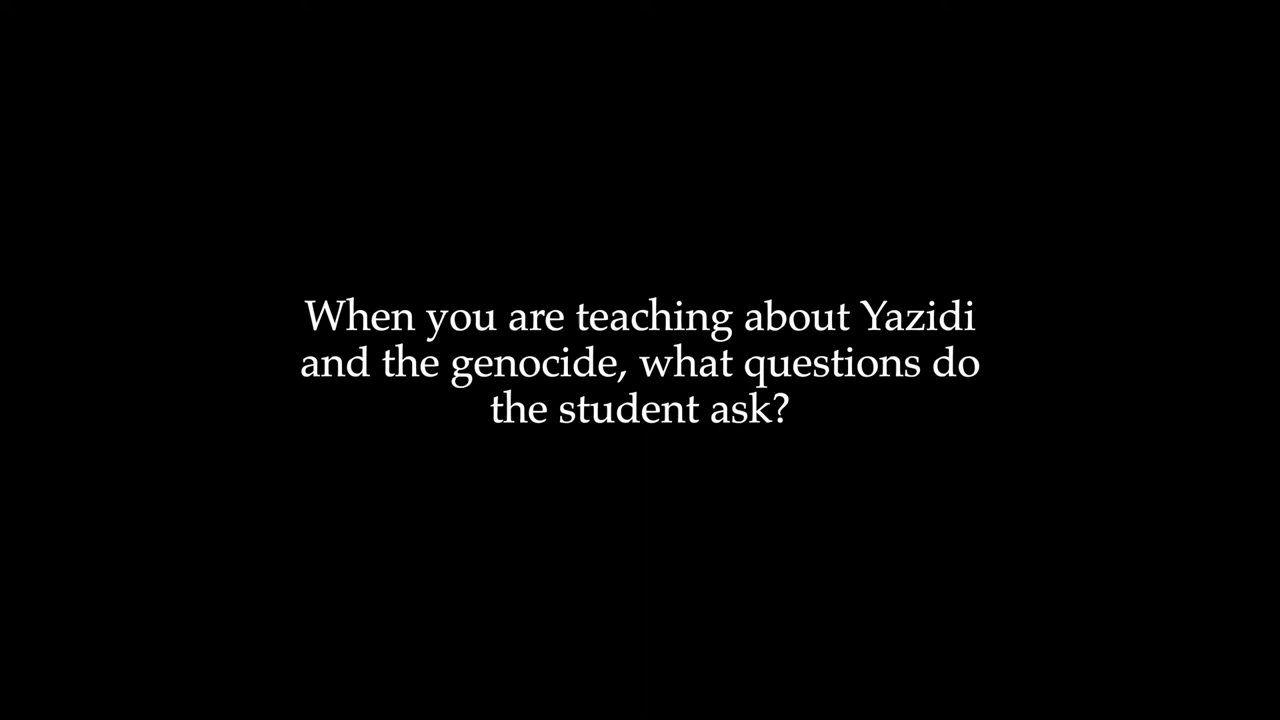 When you are teaching about Yazidi
and the genocide, what questions do
the student ask?